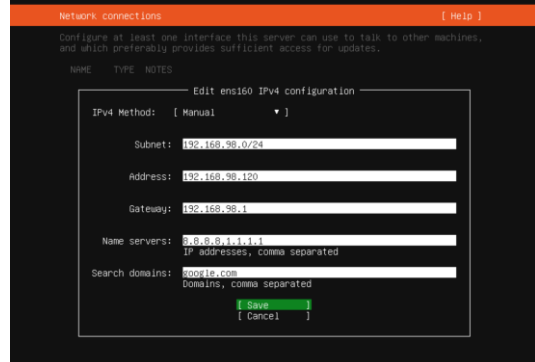 Network connections [ Help ]
Configure at least one interface this server can use to talk to other machines,
and which preferably provides sufficient access for updates.
NAME TYPE NOTES
Edit ens160 IPv4 configuration
IPv4 Method: [ Manual ▾ ]
Subnet: 192.168.98.0/24
Address: 192.168.98.120
Gateway: 192.168.98.1
Name servers: 8.8.8.8,1.1.1.1
IP addresses, comma separated
Search domains: google.com
Domains, comma separated
[ Save ]
[ Cancel ]